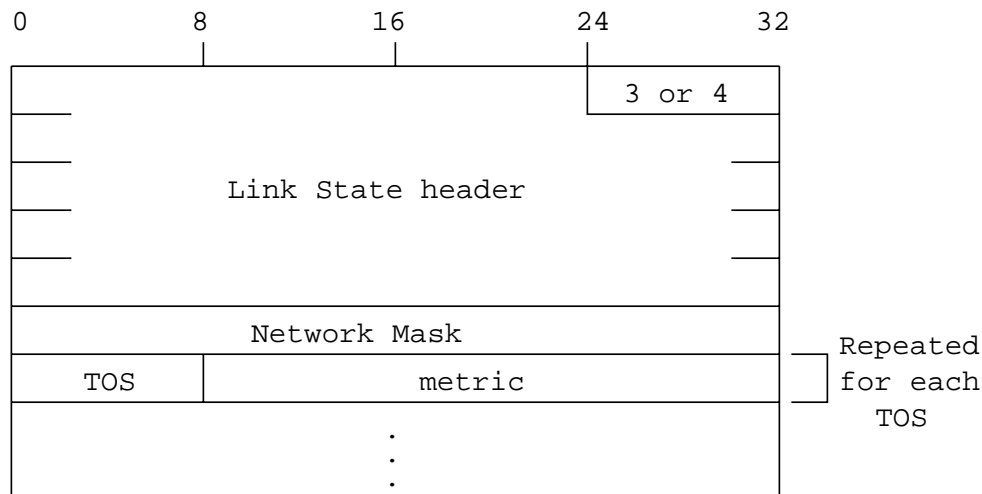 0 8 16 24 32
3 or 4
Link State header
Network Mask
TOS metric
Repeated
for each
TOS
.
.
.